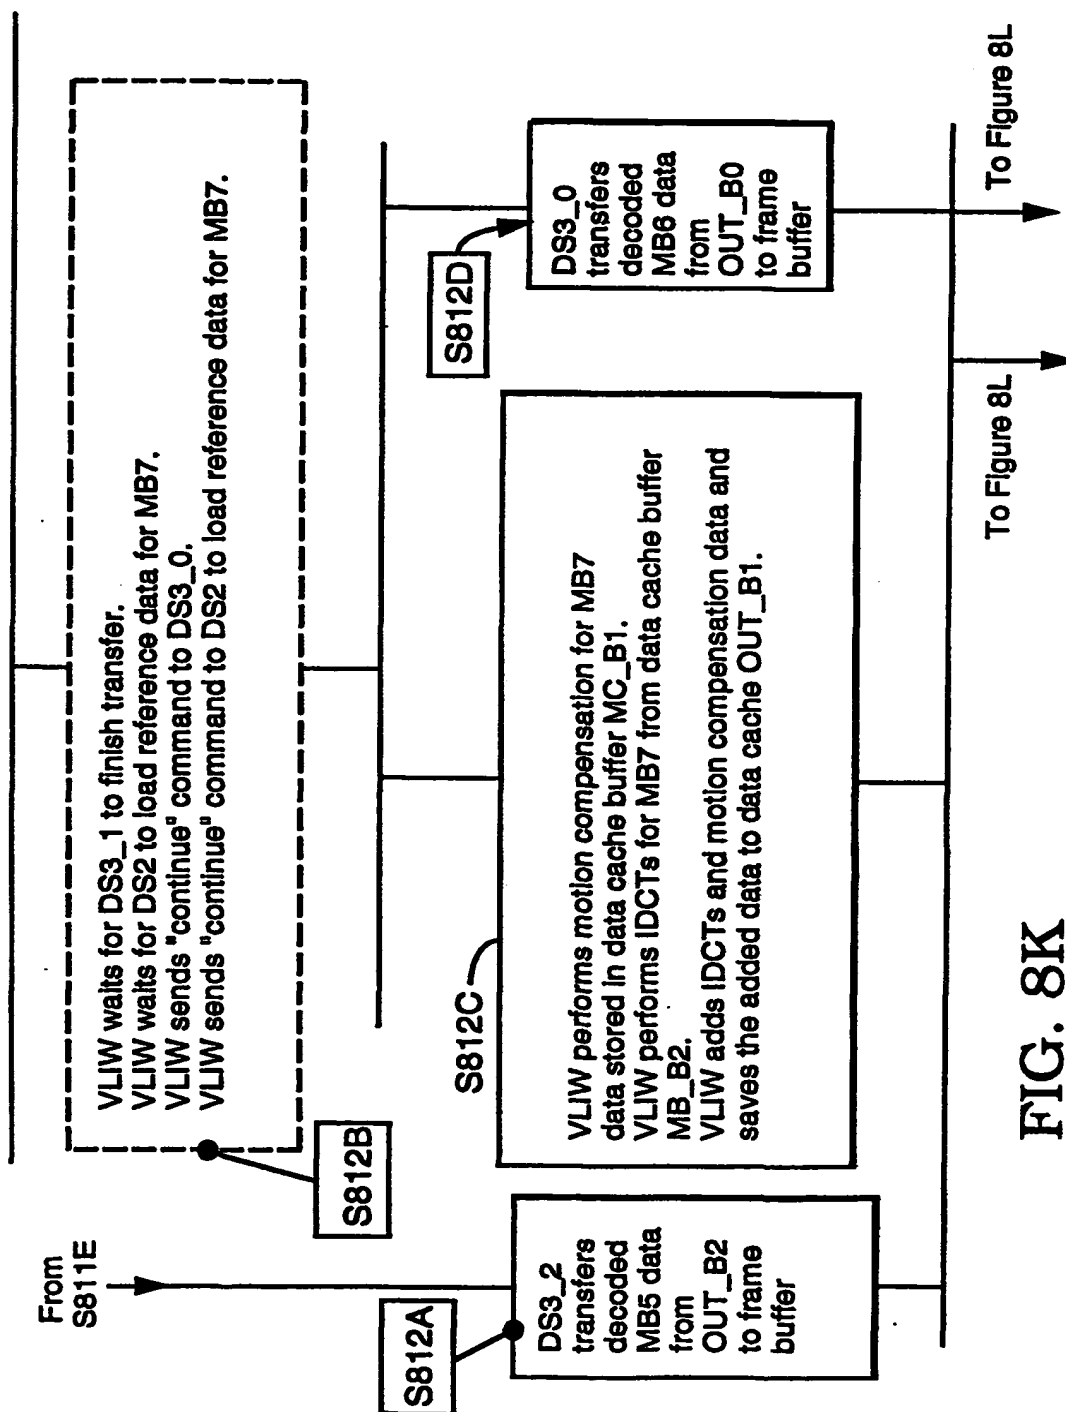 From
S811E
VLIW waits for DS3_1 to finish transfer.
VLIW waits for DS2 to load reference data for MB7.
VLIW sends "continue" command to DS3_0.
VLIW sends "continue" command to DS2 to load reference data for MB7.
S812B
S812A
DS3_2
transfers
decoded
MB5 data
from
OUT_B2
to frame
buffer
S812C
VLIW performs motion compensation for MB7
data stored in data cache buffer MC_B1.
VLIW performs IDCTs for MB7 from data cache buffer
MB_B2.
VLIW adds IDCTs and motion compensation data and
saves the added data to data cache OUT_B1.
S812D
DS3_0
transfers
decoded
MB6 data
from
OUT_B0
to frame
buffer
To Figure 8L
To Figure 8L
FIG. 8K